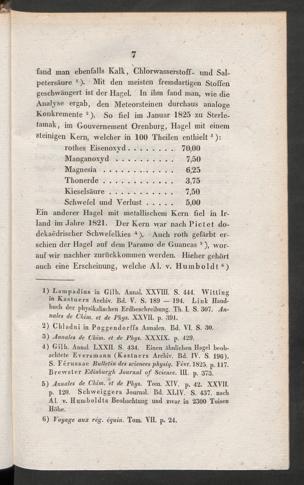 7
fand man ebenfalls Kalk, Chlorwasserstoff- und Sal-
petersäure ¹). Mit den meisten fremdartigen Stoffen
geschwängert ist der Hagel. In ihm fand man, wie die
Analyse ergab, den Meteorsteinen durchaus analoge
Konkremente ²). So fiel im Januar 1825 zu Sterle-
tamak, im Gouvernement Orenburg, Hagel mit einem
steinigen Kern, welcher in 100 Theilen enthielt ³):
rothes Eisenoxyd . . . . . . . . 70,00
Manganoxyd . . . . . . . . 7,50
Magnesia . . . . . . . . 6,25
Thonerde . . . . . . . . 3,75
Kieselsäure . . . . . . . . 7,50
Schwefel und Verlust . . . . . 5,00
Ein anderer Hagel mit metallischem Kern fiel in Ir-
land im Jahre 1821. Der Kern war nach Pictet do-
dekaëdrischer Schwefelkies ⁴). Auch roth gefärbt er-
schien der Hagel auf dem Paramo de Guancas ⁵), wor-
auf wir nachher zurückkommen werden. Hieher gehört
auch eine Erscheinung, welche Al. v. Humboldt ⁶)
1) Lampadius in Gilb. Annal. XXVIII. S. 444. Witting
in Kastners Archiv. Bd. V. S. 189 — 194. Link Hand-
buch der physikalischen Erdbeschreibung. Th. I. S. 307. An-
nales de Chim. et de Phys. XXVII. p. 391.
2) Chladni in Poggendorffs Annalen. Bd. VI. S. 30.
3) Annales de Chim. et de Phys. XXXIX. p. 429.
4) Gilb. Annal. LXXII. S. 434. Einen ähnlichen Hagel beob-
achtete Eversmann (Kastners Archiv. Bd. IV. S. 196).
S. Férussac Bulletin des sciences physiq. Févr. 1825. p. 117.
Brewster Edinburgh Journal of Science. III. p. 373.
5) Annales de Chim. et de Phys. Tom. XIV. p. 42. XXVII.
p. 120. Schweiggers Journal. Bd. XLIV. S. 437. nach
Al. v. Humboldts Beobachtung und zwar in 2300 Toisen
Höhe.
6) Voyage aux rég. équin. Tom. VII. p. 24.